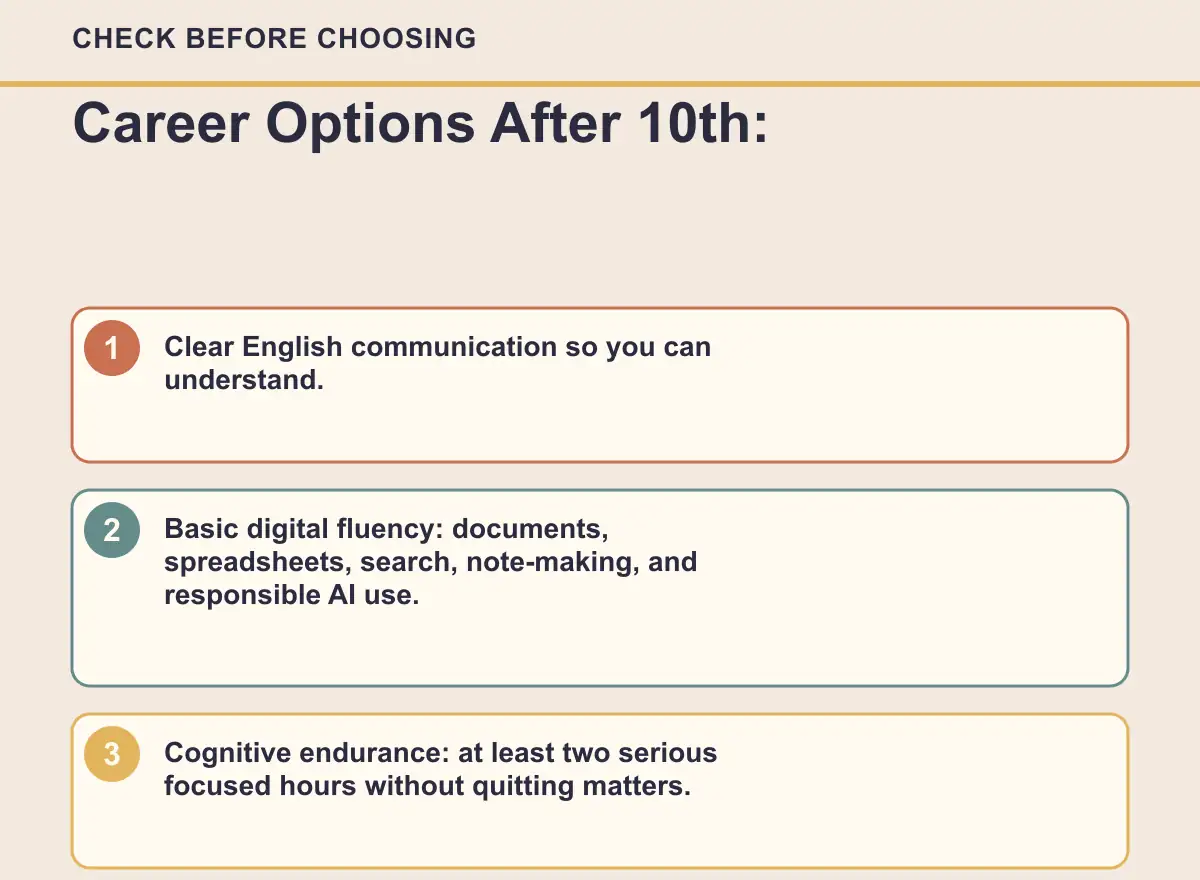 CHECK BEFORE CHOOSING
Career Options After 10th:
1
Clear English communication so you can
understand.
2
Basic digital fluency: documents,
spreadsheets, search, note-making, and
responsible AI use.
3
Cognitive endurance: at least two serious
focused hours without quitting matters.